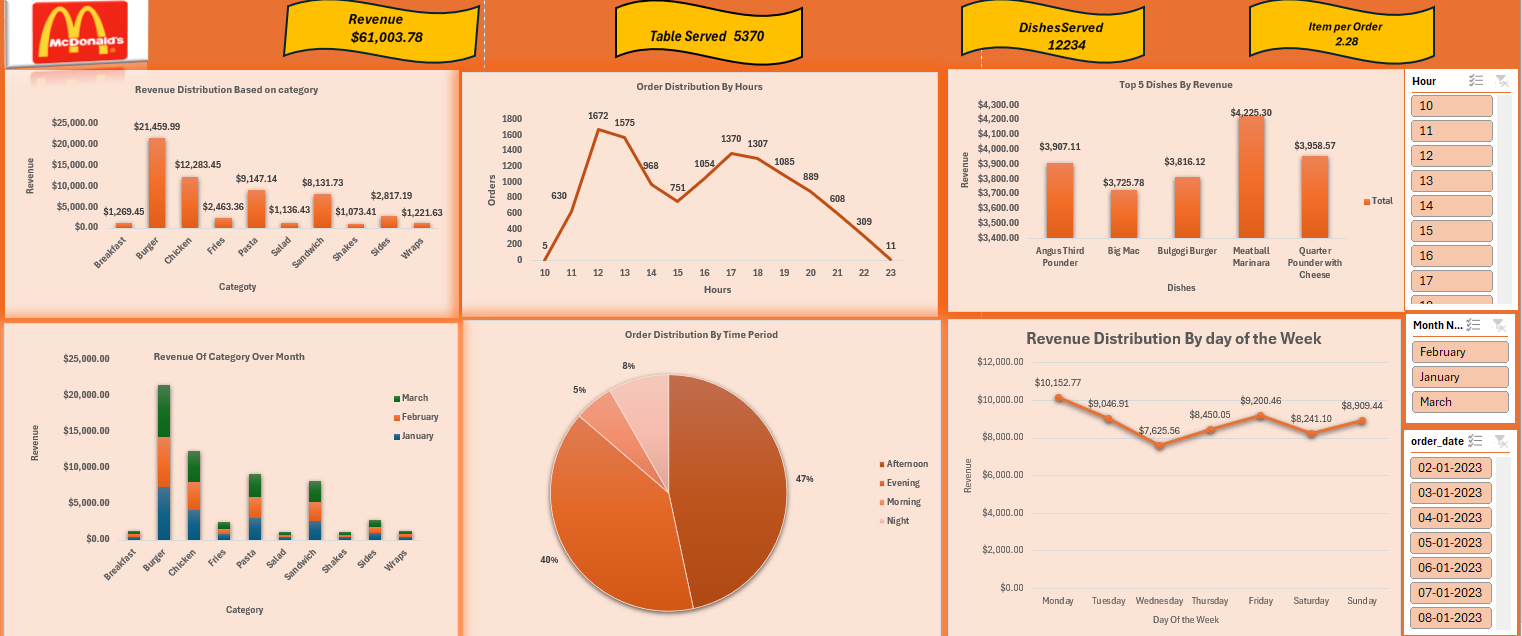 McDonald's
Revenue
$61,003.78
Table Served 5370
DishesServed
12234
Item per Order
2.28
Revenue Distribution Based on category
Revenue
$25,000.00
$20,000.00
$15,000.00
$10,000.00
$5,000.00
$0.00
$1,269.45
$21,459.99
$12,283.45
$2,463.36
$9,147.14
$1,136.43
$8,131.73
$1,073.41
$2,817.19
$1,221.63
Breakfast
Burger
Chicken
Fries
Pasta
Salad
Sandwich
Shakes
Sides
Wraps
Categoty
Order Distribution By Hours
Orders
1800
1600
1400
1200
1000
800
600
400
200
0
5
630
1672
1575
968
751
1054
1370
1307
1085
889
608
309
11
10 11 12 13 14 15 16 17 18 19 20 21 22 23
Hours
Top 5 Dishes By Revenue
Revenue
$4,300.00
$4,200.00
$4,100.00
$4,000.00
$3,900.00
$3,800.00
$3,700.00
$3,600.00
$3,500.00
$3,400.00
$3,907.11
$3,725.78
$3,816.12
$4,225.30
$3,958.57
Angus Third
Pounder
Big Mac
Bulgogi Burger
Meatball
Marinara
Quarter
Pounder with
Cheese
Dishes
Total
Hour
10
11
12
13
14
15
16
17
18
Revenue Of Category Over Month
Revenue
$25,000.00
$20,000.00
$15,000.00
$10,000.00
$5,000.00
$0.00
Breakfast
Burger
Chicken
Fries
Pasta
Salad
Sandwich
Shakes
Sides
Wraps
Category
March
February
January
Order Distribution By Time Period
8%
5%
47%
40%
Afternoon
Evening
Morning
Night
Revenue Distribution By day of the Week
Revenue
$12,000.00
$10,000.00
$8,000.00
$6,000.00
$4,000.00
$2,000.00
$0.00
$10,152.77
$9,046.91
$7,625.56
$8,450.05
$9,200.46
$8,241.10
$8,909.44
Monday Tuesday Wednesday Thursday Friday Saturday Sunday
Day Of the Week
Month N...
February
January
March
order_date
02-01-2023
03-01-2023
04-01-2023
05-01-2023
06-01-2023
07-01-2023
08-01-2023